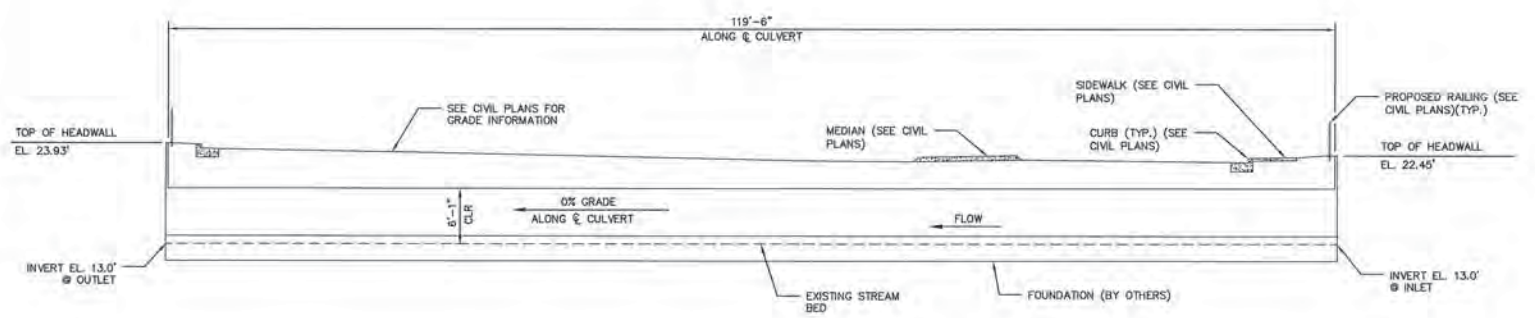 119'-6"
ALONG ℄ CULVERT
SIDEWALK (SEE CIVIL
PLANS)
SEE CIVIL PLANS FOR
GRADE INFORMATION
PROPOSED RAILING (SEE
CIVIL PLANS)(TYP.)
TOP OF HEADWALL
EL. 23.93'
MEDIAN (SEE CIVIL
PLANS)
CURB (TYP.) (SEE
CIVIL PLANS)
TOP OF HEADWALL
EL. 22.45'
6'-1"
CLR
0% GRADE
ALONG ℄ CULVERT
FLOW
INVERT EL. 13.0'
@ OUTLET
EXISTING STREAM
BED
FOUNDATION (BY OTHERS)
INVERT EL. 13.0'
@ INLET